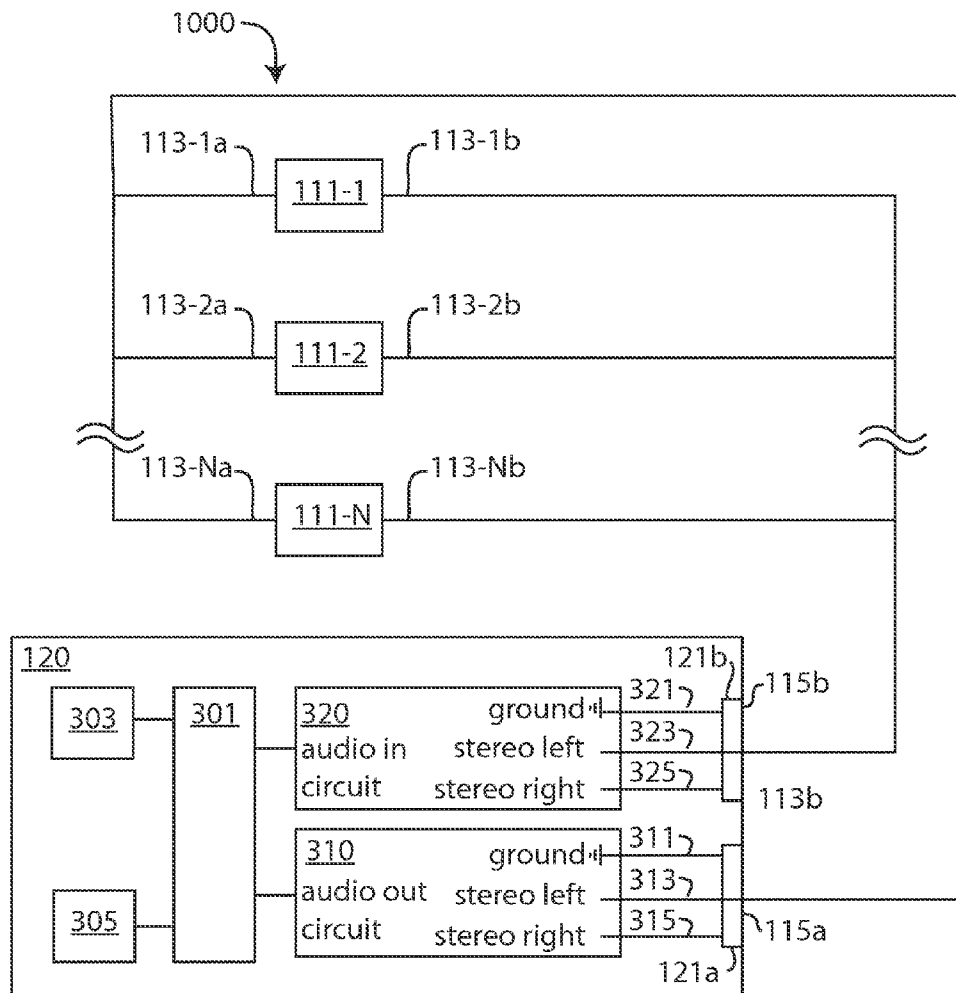 1000
113-1a
113-1b
111-1
113-2a
113-2b
111-2
113-Na
113-Nb
111-N
120
121b
115b
303
301
320
ground
321
audio in
stereo left
323
circuit
stereo right
325
113b
310
ground
311
audio out
stereo left
313
305
circuit
stereo right
315
115a
121a